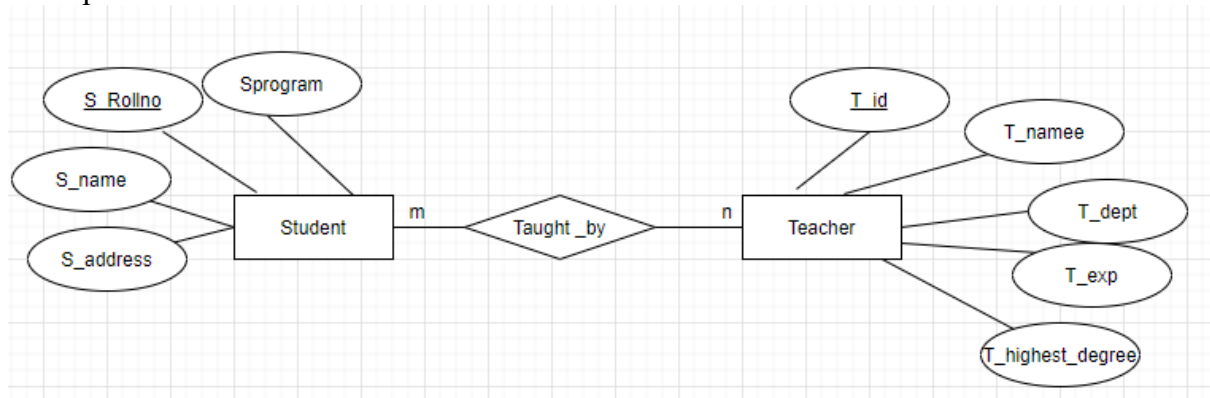 S_Rollno
Sprogram
T_id
T_namee
S_name
m
n
T_dept
Student
Taught _by
Teacher
S_address
T_exp
T_highest_degree